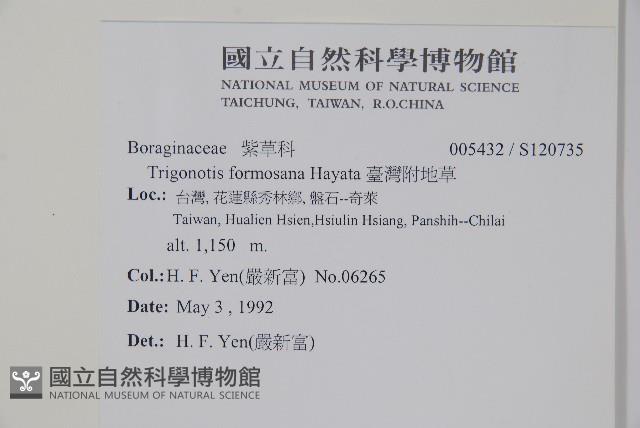 國立自然科學博物館
NATIONAL MUSEUM OF NATURAL SCIENCE
TAICHUNG, TAIWAN, R.O.CHINA
Boraginaceae 紫草科 005432 / S120735
Trigonotis formosana Hayata 臺灣附地草
Loc.: 台灣, 花蓮縣秀林鄉, 盤石--奇萊
Taiwan, Hualien Hsien,Hsiulin Hsiang, Panshih--Chilai
alt. 1,150 m.
Col.:H. F. Yen(嚴新富) No.06265
Date: May 3 , 1992
Det.: H. F. Yen(嚴新富)
國立自然科學博物館
NATIONAL MUSEUM OF NATURAL SCIENCE